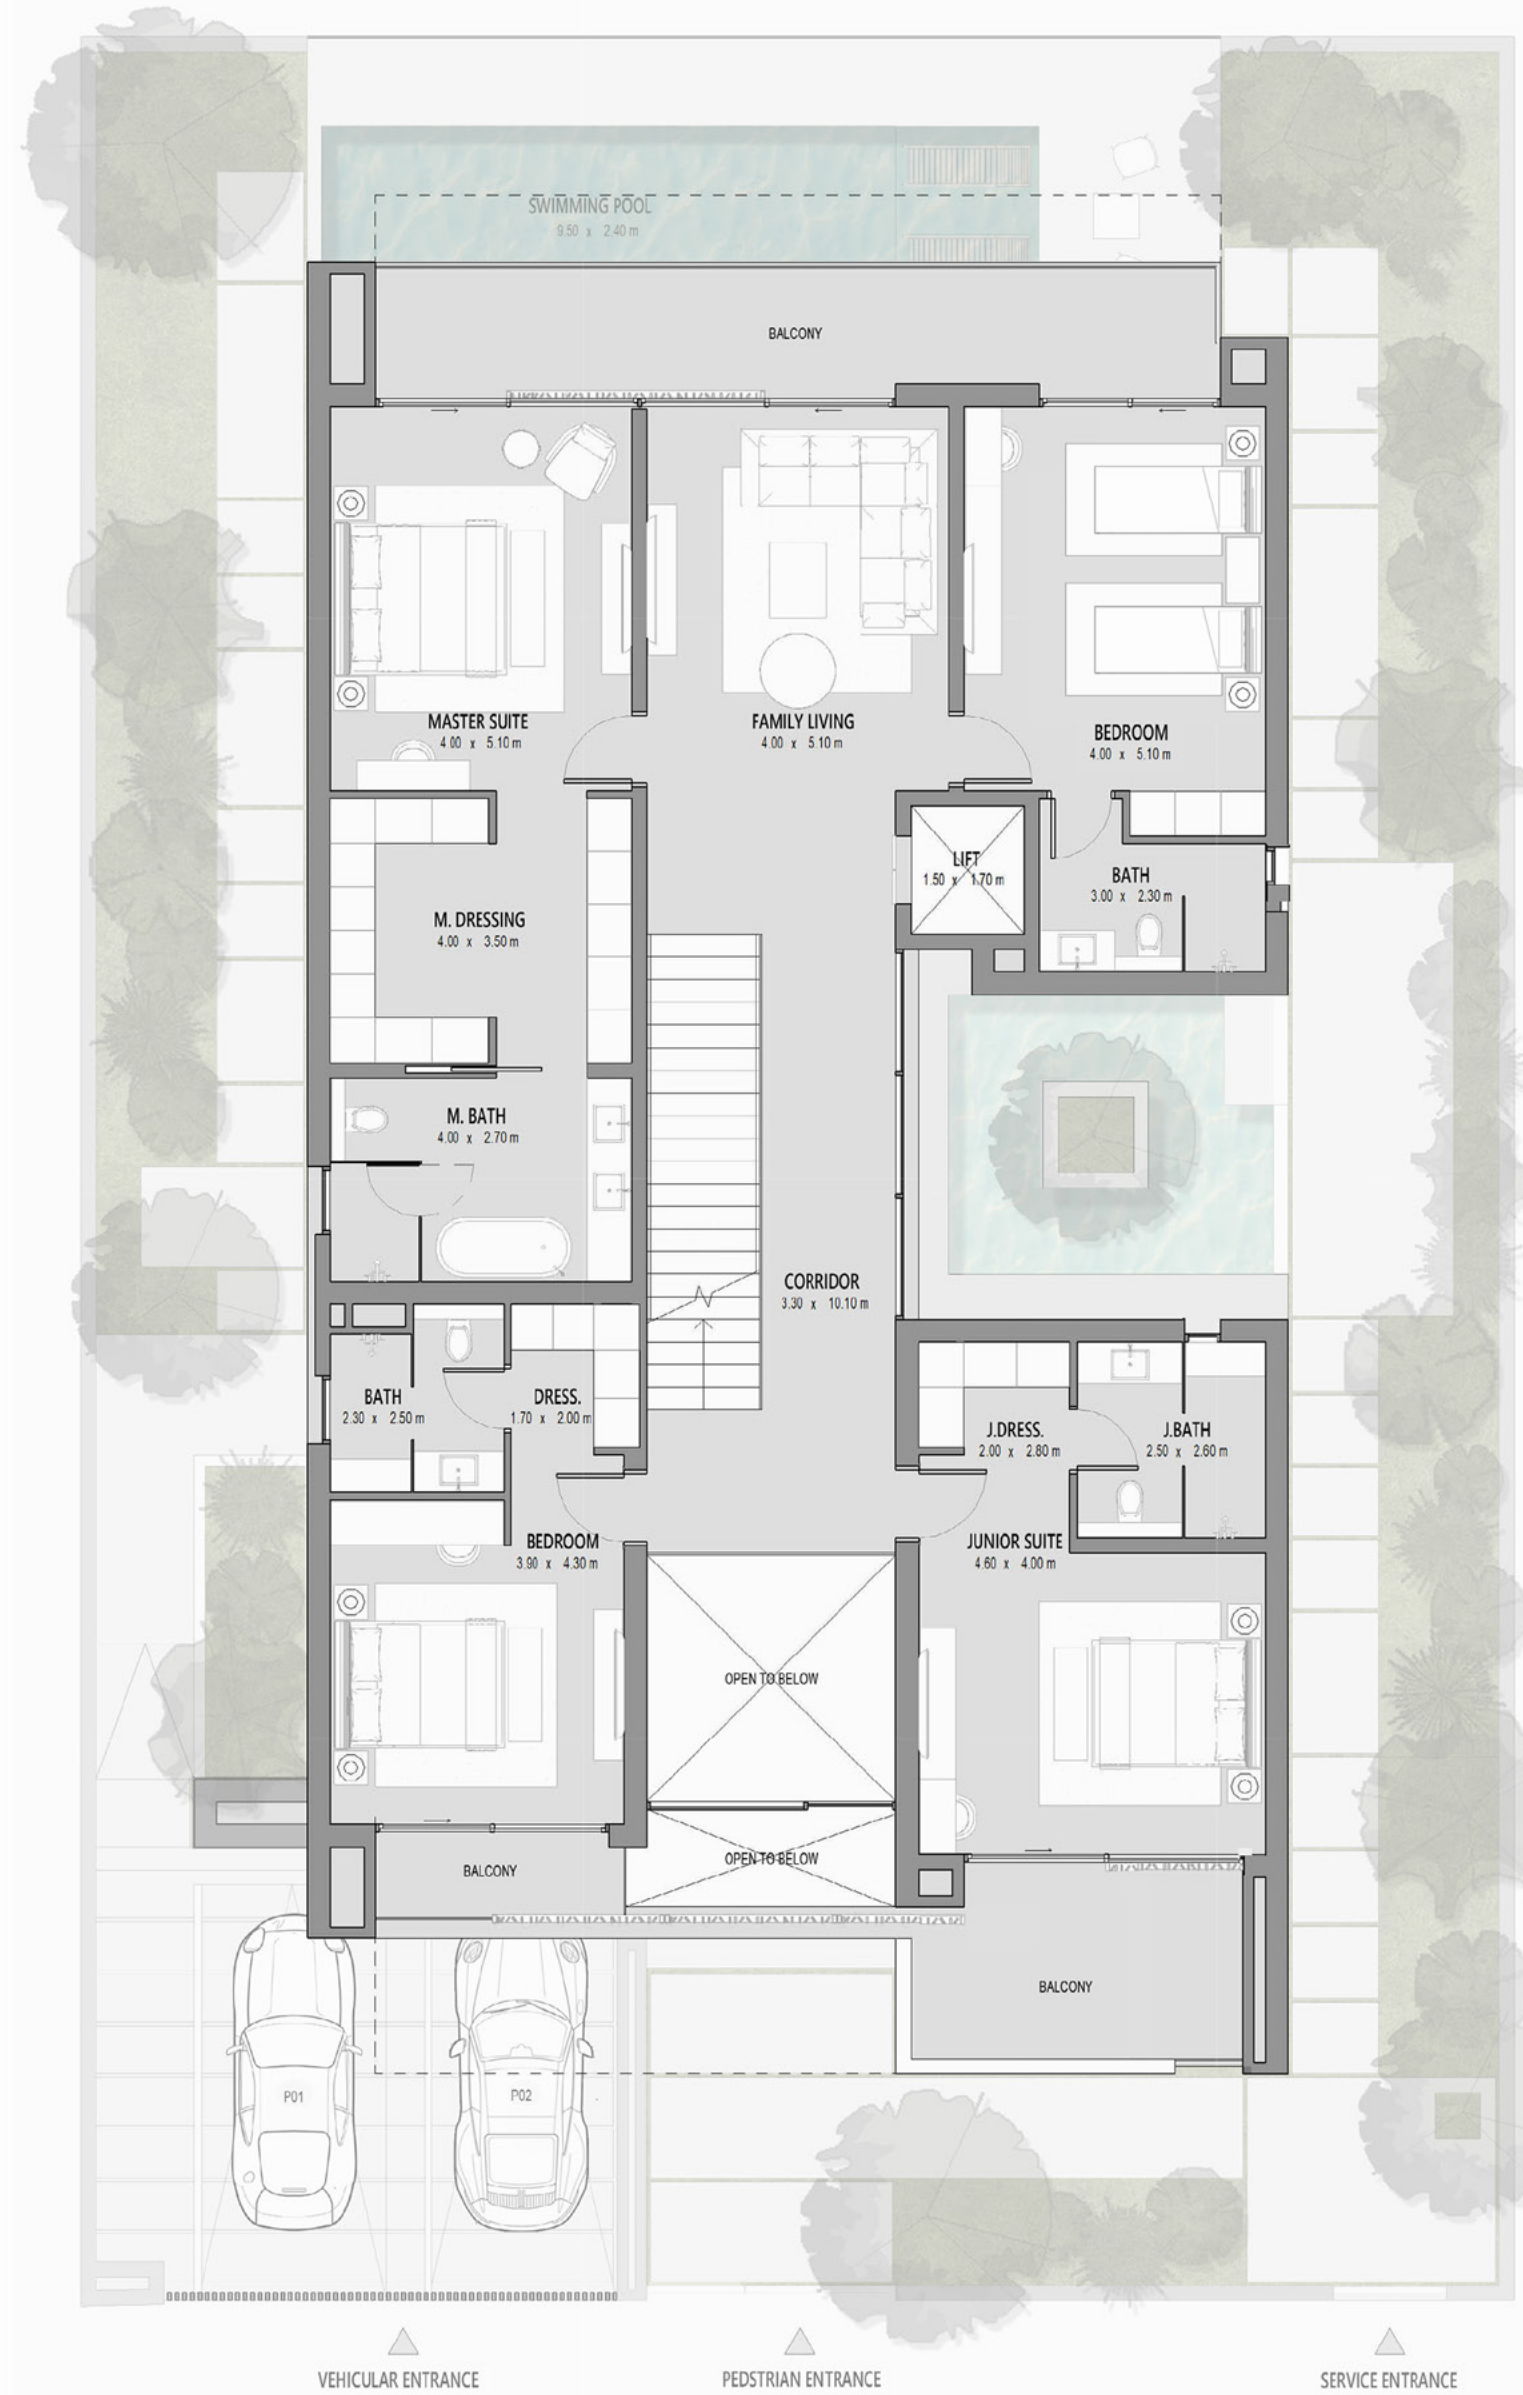 SWIMMING POOL
9.50 x 2.40 m
BALCONY
MASTER SUITE
4.00 x 5.10 m
FAMILY LIVING
4.00 x 5.10 m
BEDROOM
4.00 x 5.10 m
LIFT
1.50 x 1.70 m
BATH
3.00 x 2.30 m
M. DRESSING
4.00 x 3.50 m
M. BATH
4.00 x 2.70 m
CORRIDOR
3.30 x 10.10 m
BATH
2.30 x 2.50 m
DRESS.
1.70 x 2.00 m
J.DRESS.
2.00 x 2.80 m
J.BATH
2.50 x 2.60 m
BEDROOM
3.90 x 4.30 m
JUNIOR SUITE
4.60 x 4.00 m
OPEN TO BELOW
OPEN TO BELOW
BALCONY
BALCONY
P01
P02
VEHICULAR ENTRANCE
PEDSTRIAN ENTRANCE
SERVICE ENTRANCE